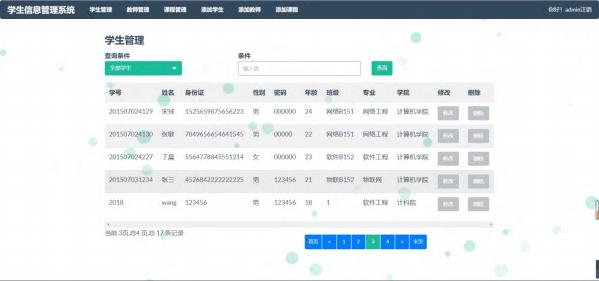 学生信息管理系统 学生管理 教师管理 课程管理 添加学生 添加教师 添加课程 你好! admin注销
学生管理
查询条件 条件
全部学生 输入值 查询
学号 姓名 身份证 性别 密码 年龄 班级 专业 学院 修改 删除
201507024129 宋球 1525659875656223 男 000000 24 网络B151 网络工程 计算机学院 修改 删除
201507024130 张敏 7849656654641545 男 00000 22 网络B151 网络工程 计算机学院 修改 删除
201507024227 丁磊 5564778845551214 女 000000 23 软件B152 软件工程 计算机学院 修改 删除
201507031234 张三 4526842222222225 男 123456 21 物联B152 物联网 计算机学院 修改 删除
2018 wang 123456 男 123456 18 1 软件工程 计科院 修改 删除
当前 3页,总4 页,总 17 条记录
首页 « 1 2 3 4 » 末页